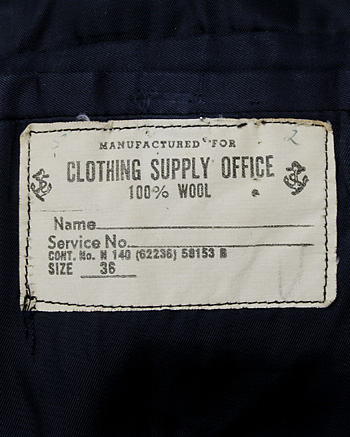 MANUFACTURED FOR
CLOTHING SUPPLY OFFICE
100% WOOL
Name
Service No.
CONT. No. N 140 (62236) 58153 B
SIZE 36